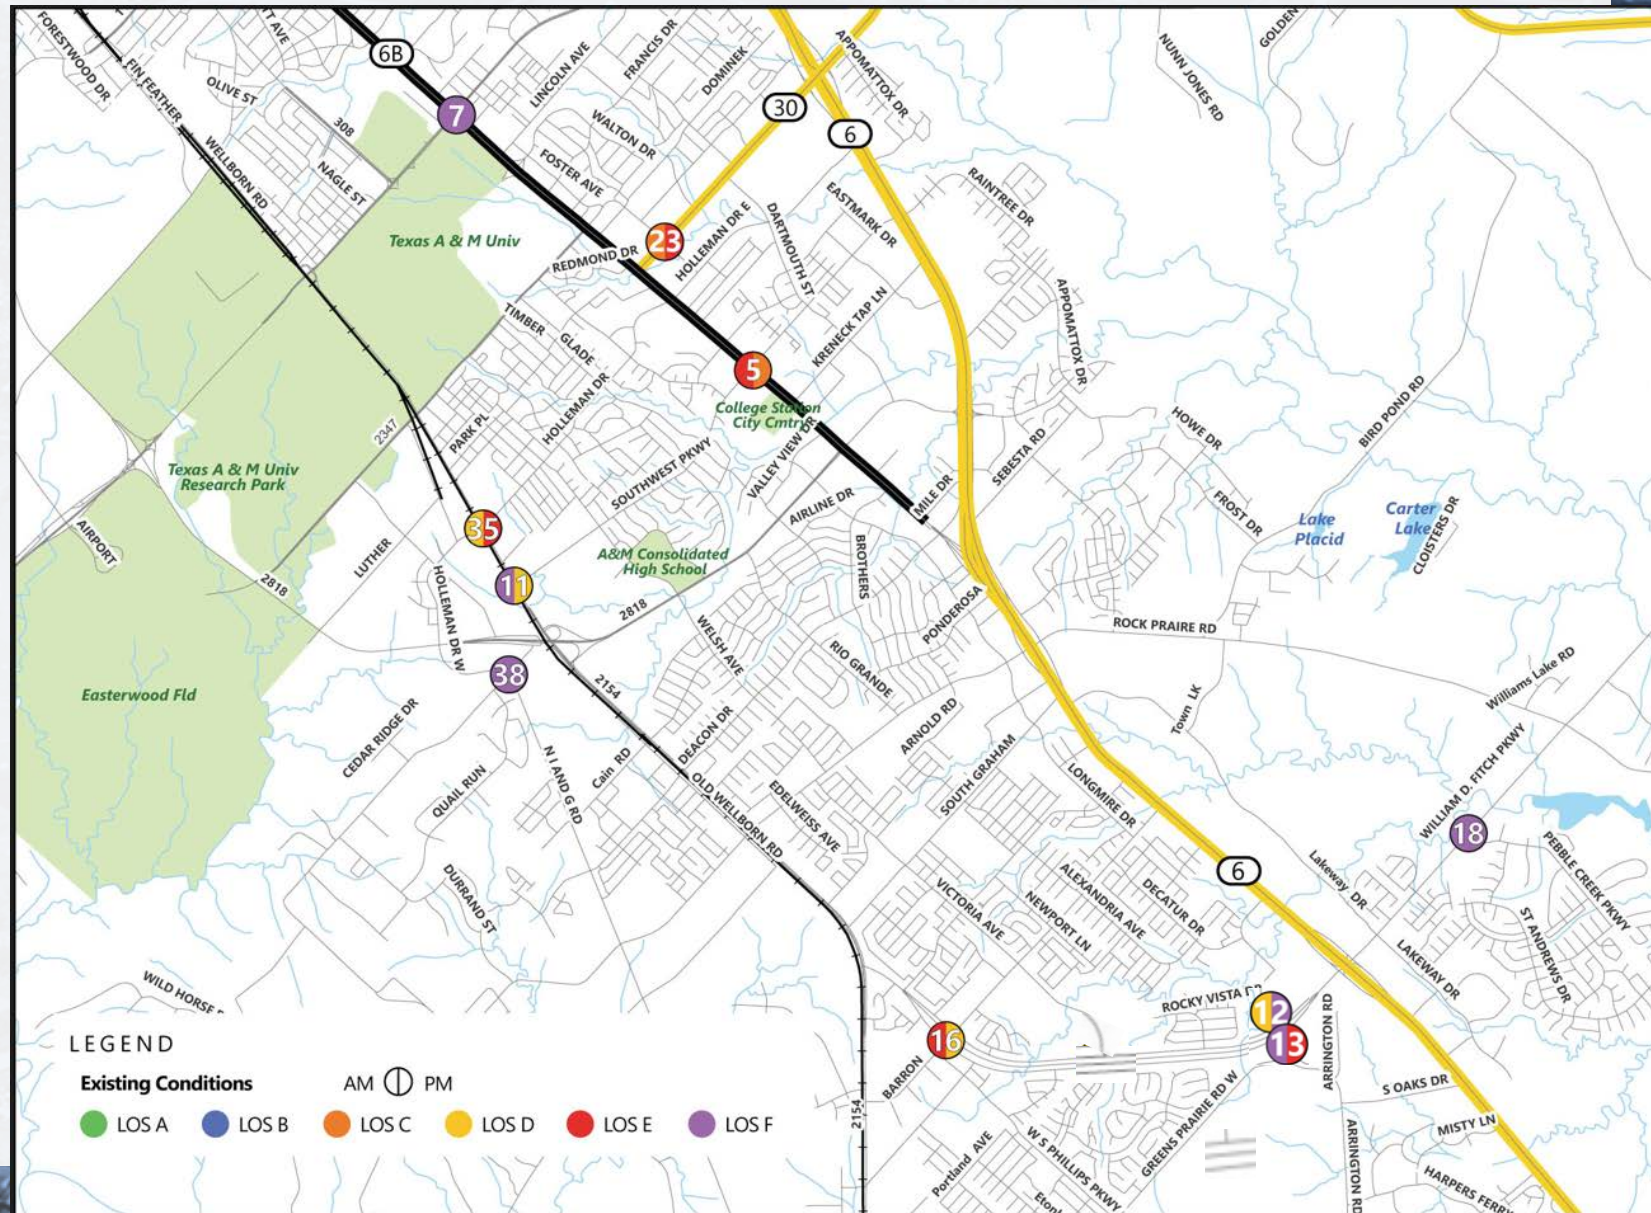 FORESTWOOD DR
FIN FEATHER
OLIVE ST
308
WELLBORN RD
NAGLE ST
6B
7
LINCOLN AVE
FRANCIS DR
DOMINEK
WALTON DR
FOSTER AVE
30
6
APPOMATTOX DR
NUNN JONES RD
GOLDEN
Texas A & M Univ
REDMOND DR
23
HOLLEMAN DR E
DARTMOUTH ST
EASTMARK DR
RAINTREE DR
APPOMATTOX DR
KRENECK TAP LN
TIMBER
GLADE
HOLLEMAN DR
PARK PL
2347
5
College Station
City Cmtry
VALLEY VIEW DR
SOUTHWEST PKWY
AIRLINE DR
MILE DR
SEBESTA RD
HOWE DR
BIRD POND RD
FROST DR
Lake
Placid
Carter
Lake
CLOISTERS DR
Texas A & M Univ
Research Park
AIRPORT
2818
LUTHER
35
11
A&M Consolidated
High School
2818
BROTHERS
PONDEROSA
ROCK PRAIRE RD
Williams Lake RD
Town LK
HOLLEMAN DR W
38
2154
WELSH AVE
RIO GRANDE
ARNOLD RD
Easterwood Fld
CEDAR RIDGE DR
QUAIL RUN
N I AND G RD
Cain RD
DEACON DR
OLD WELLBORN RD
EDELWEISS AVE
SOUTH GRAHAM
LONGMIRE DR
WILLIAM D. FITCH PKWY
18
PEBBLE CREEK PKWY
6
Lakeway DR
DURRAND ST
VICTORIA AVE
NEWPORT LN
ALEXANDRIA AVE
DECATUR DR
ST ANDREWS DR
LAKEWAY DR
WILD HORSE
ROCKY VISTA DR
12
13
16
BARRON
ARRINGTON RD
S OAKS DR
MISTY LN
2154
Portland AVE
W S PHILLIPS PKWY
GREENS PRAIRIE RD W
ARRINGTON RD
HARPERS FERRY
LEGEND
Existing Conditions AM PM
LOS A LOS B LOS C LOS D LOS E LOS F